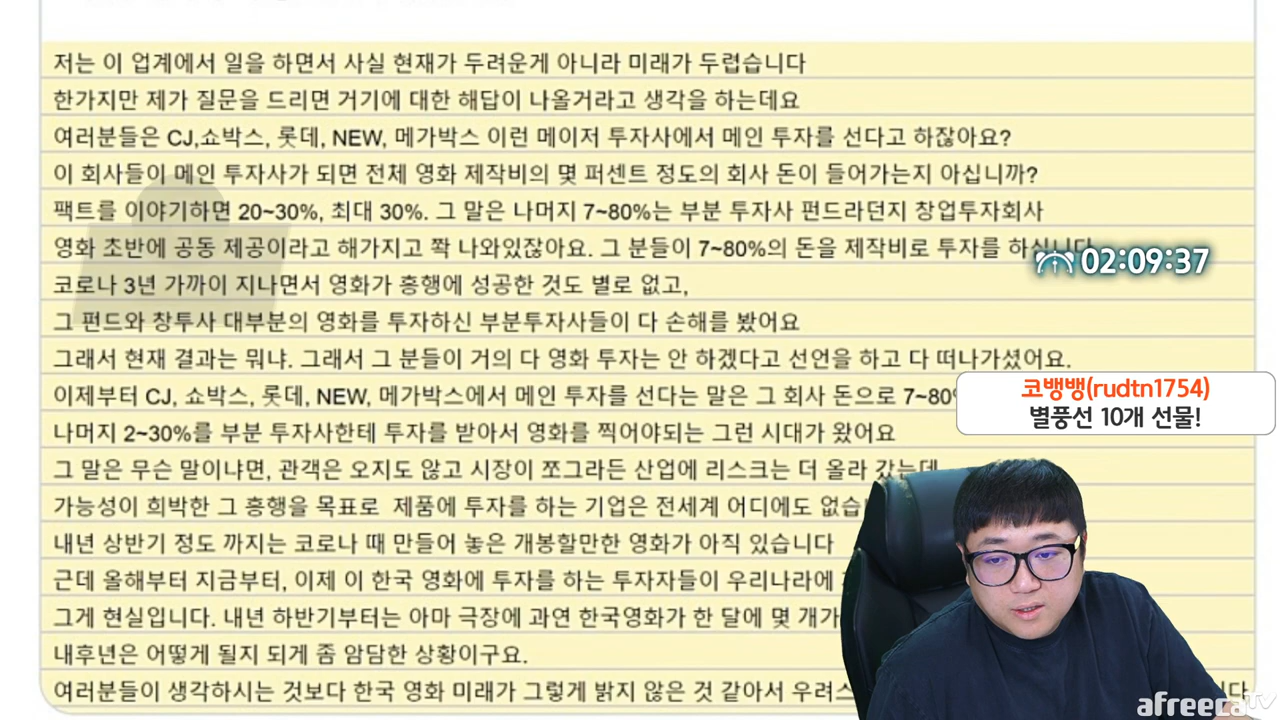 저는 이 업계에서 일을 하면서 사실 현재가 두려운게 아니라 미래가 두렵습니다
한가지만 제가 질문을 드리면 거기에 대한 해답이 나올거라고 생각을 하는데요
여러분들은 CJ,쇼박스, 롯데, NEW, 메가박스 이런 메이저 투자사에서 메인 투자를 선다고 하잖아요?
이 회사들이 메인 투자사가 되면 전체 영화 제작비의 몇 퍼센트 정도의 회사 돈이 들어가는지 아십니까?
팩트를 이야기하면 20~30%, 최대 30%. 그 말은 나머지 7~80%는 부분 투자사 펀드라던지 창업투자회사
영화 초반에 공동 제공이라고 해가지고 쫙 나와있잖아요. 그 분들이 7~80%의 돈을 제작비로 투자를 하십니다
02:09:37
코로나 3년 가까이 지나면서 영화가 흥행에 성공한 것도 별로 없고,
그 펀드와 창투사 대부분의 영화를 투자하신 부분투자사들이 다 손해를 봤어요
그래서 현재 결과는 뭐냐. 그래서 그 분들이 거의 다 영화 투자는 안 하겠다고 선언을 하고 다 떠나가셨어요.
이제부터 CJ, 쇼박스, 롯데, NEW, 메가박스에서 메인 투자를 선다는 말은 그 회사 돈으로 7~80
코뱅뱅(rudtn1754)
별풍선 10개 선물!
나머지 2~30%를 부분 투자사한테 투자를 받아서 영화를 찍어야되는 그런 시대가 왔어요
그 말은 무슨 말이냐면, 관객은 오지도 않고 시장이 쪼그라든 산업에 리스크는 더 올라 갔는데
가능성이 희박한 그 흥행을 목표로 제품에 투자를 하는 기업은 전세계 어디에도 없습
내년 상반기 정도 까지는 코로나 때 만들어 놓은 개봉할만한 영화가 아직 있습니다
근데 올해부터 지금부터, 이제 이 한국 영화에 투자를 하는 투자자들이 우리나라에
그게 현실입니다. 내년 하반기부터는 아마 극장에 과연 한국영화가 한 달에 몇 개가
내후년은 어떻게 될지 되게 좀 암담한 상황이구요.
여러분들이 생각하시는 것보다 한국 영화 미래가 그렇게 밝지 않은 것 같아서 우려스
afreecaTV